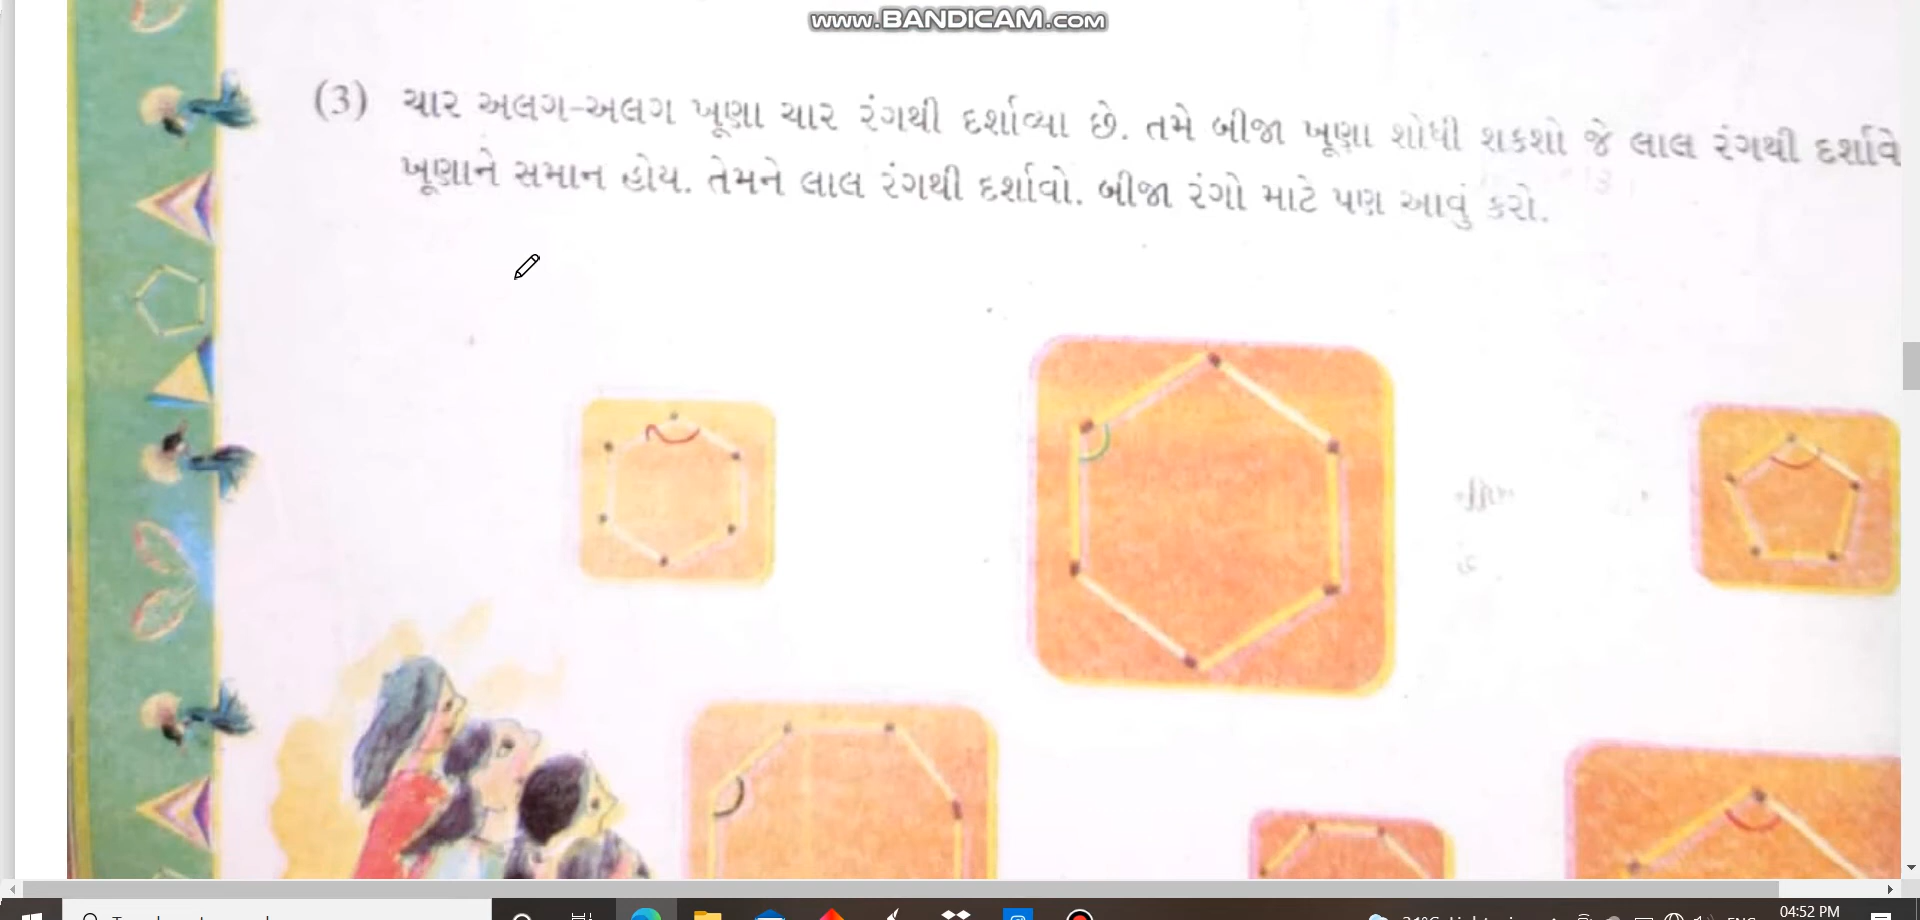 www.BANDICAM.com
(3) ચાર અલગ-અલગ ખૂણા ચાર રંગથી દર્શાવ્યા છે. તમે બીજા ખૂણા શોધી શકશો જે લાલ રંગથી દર્શાવે
ખૂણાને સમાન હોય. તેમને લાલ રંગથી દર્શાવો. બીજા રંગો માટે પણ આવું કરો.
04:52 PM